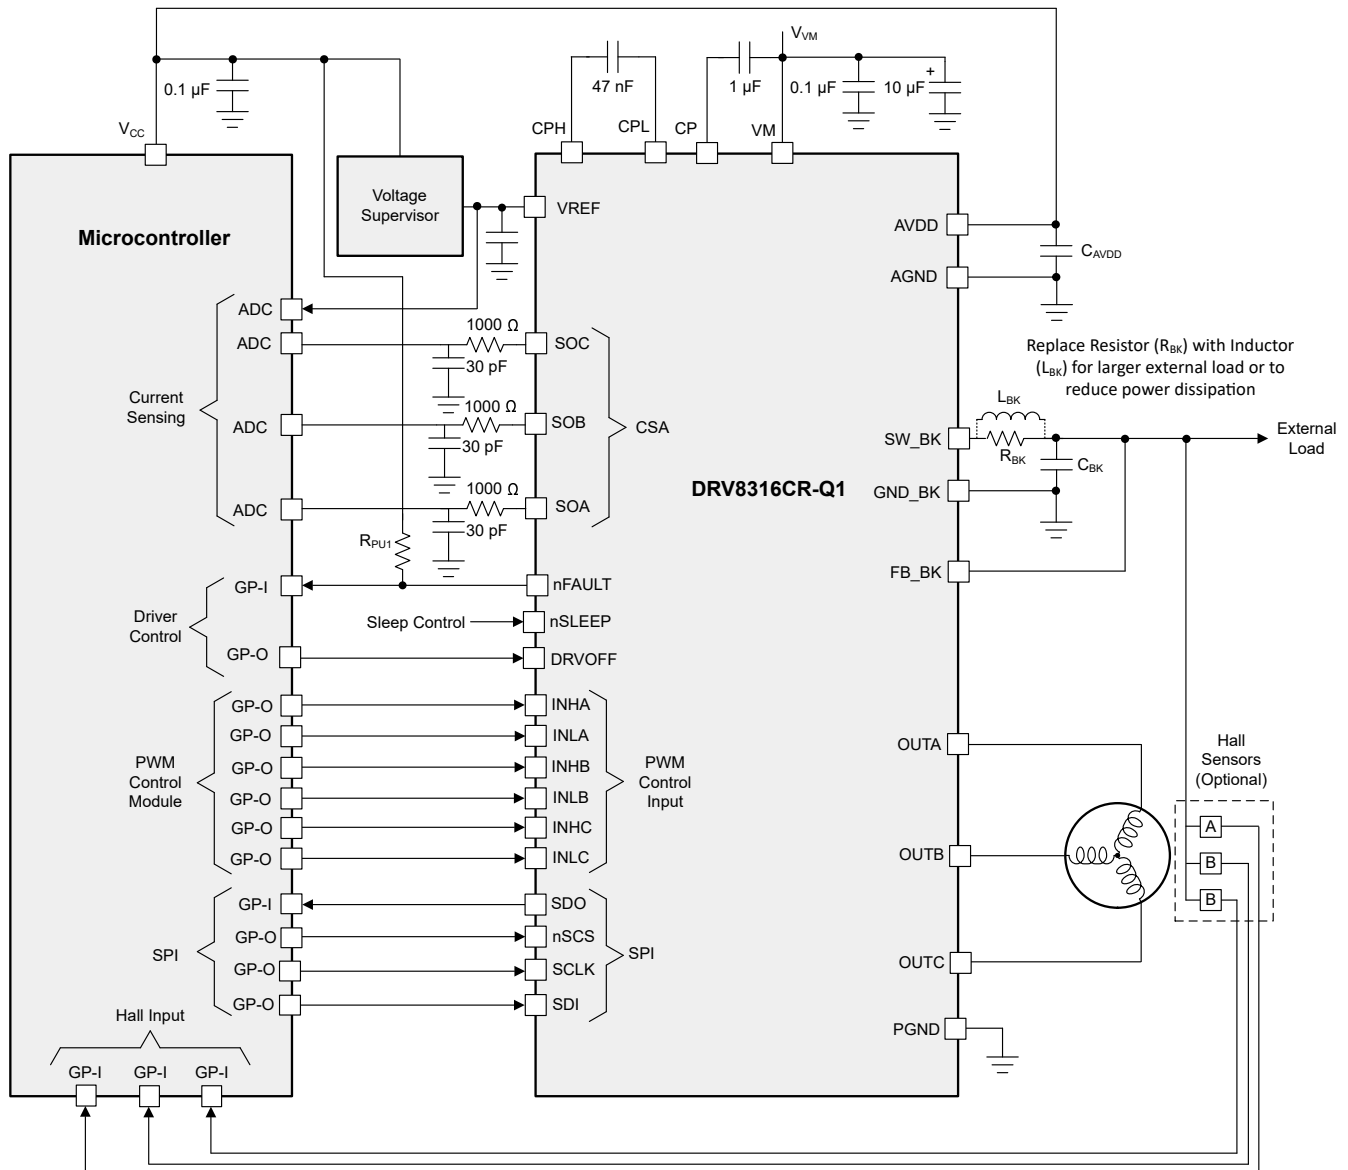 V_VM
0.1 µF
47 nF
1 µF
0.1 µF
+
10 µF
V_CC
CPH
CPL
CP
VM
Microcontroller
Voltage
Supervisor
VREF
AVDD
C_AVDD
AGND
ADC
ADC
ADC
ADC
Current
Sensing
1000 Ω
30 pF
SOC
1000 Ω
30 pF
SOB
1000 Ω
30 pF
SOA
CSA
R_PU1
DRV8316CR-Q1
Replace Resistor (R_BK) with Inductor
(L_BK) for larger external load or to
reduce power dissipation
L_BK
SW_BK
R_BK
C_BK
External
Load
GND_BK
FB_BK
Driver
Control
GP-I
nFAULT
Sleep Control
nSLEEP
GP-O
DRVOFF
PWM
Control
Module
GP-O
INHA
GP-O
INLA
GP-O
INHB
GP-O
INLB
GP-O
INHC
GP-O
INLC
PWM
Control
Input
OUTA
OUTB
OUTC
Hall
Sensors
(Optional)
A
B
B
SPI
GP-I
SDO
GP-O
nSCS
GP-O
SCLK
GP-O
SDI
SPI
PGND
Hall Input
GP-I
GP-I
GP-I